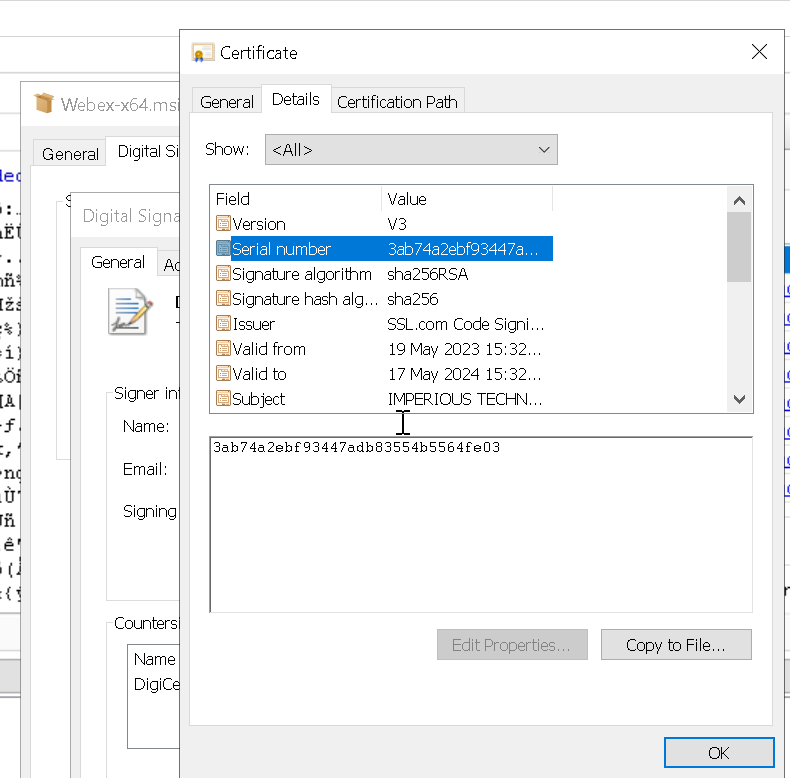 Certificate
General
Details
Certification Path
Show:
<All>
Field Value
Version V3
Serial number 3ab74a2ebf93447a...
Signature algorithm sha256RSA
Signature hash alg... sha256
Issuer SSL.com Code Signi...
Valid from 19 May 2023 15:32...
Valid to 17 May 2024 15:32...
Subject IMPERIOUS TECHN...
3ab74a2ebf93447adb83554b5564fe03
Edit Properties...
Copy to File...
OK
Webex-x64.msi
General
Digital Si
Digital Signa
General
Signer in
Name:
Email:
Signing
Countersi
Name
DigiCe